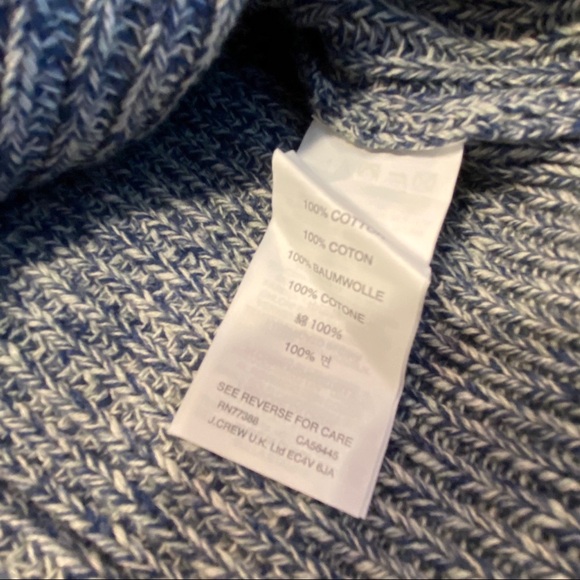 100% COTTON
100% COTON
100% BAUMWOLLE
100% COTONE
綿 100%
100% 면
SEE REVERSE FOR CARE
RN77388 CA56445
J.CREW U.K. Ltd EC4V 6JA